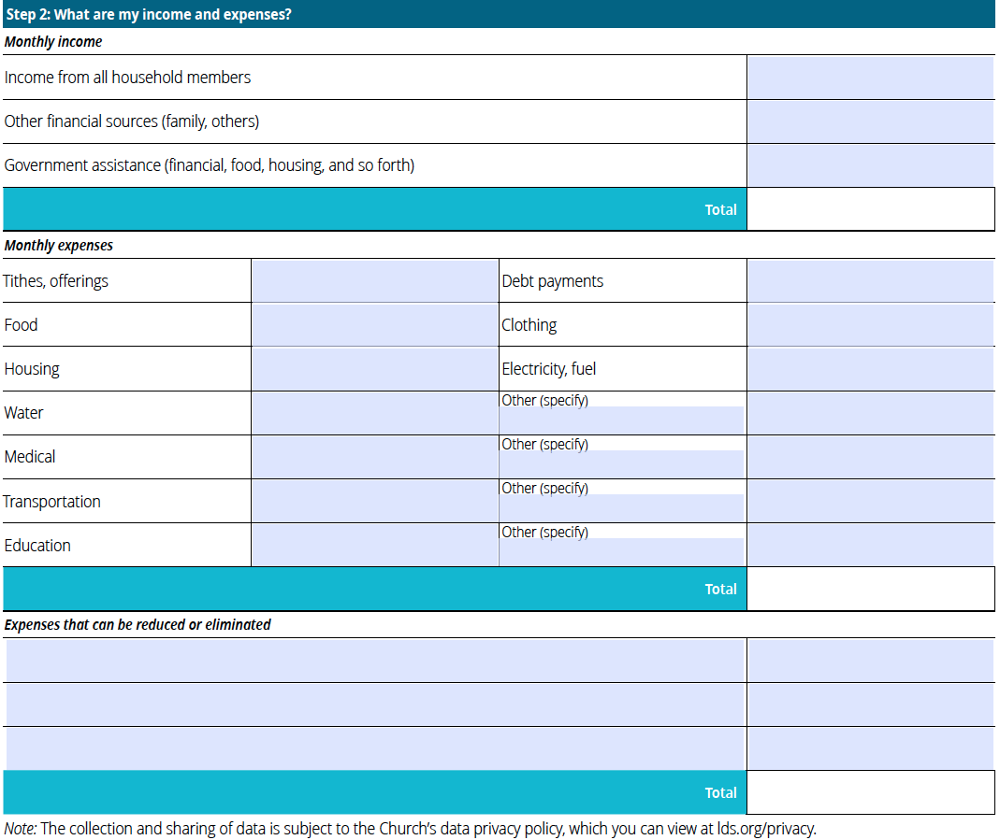 Step 2: What are my income and expenses?
Monthly income
Income from all household members
Other financial sources (family, others)
Government assistance (financial, food, housing, and so forth)
Total
Monthly expenses
Tithes, offerings
Debt payments
Food
Clothing
Housing
Electricity, fuel
Water
Other (specify)
Medical
Other (specify)
Transportation
Other (specify)
Education
Other (specify)
Total
Expenses that can be reduced or eliminated
Total
Note: The collection and sharing of data is subject to the Church’s data privacy policy, which you can view at lds.org/privacy.